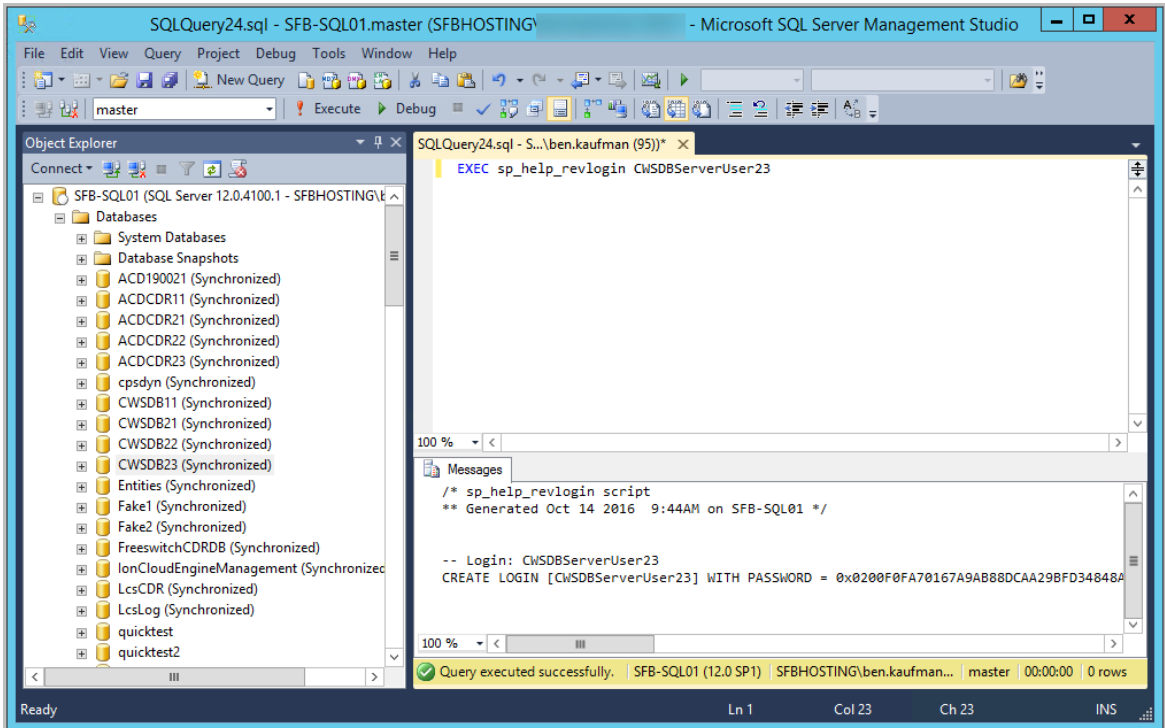 SQLQuery24.sql - SFB-SQL01.master (SFBHOSTING\ - Microsoft SQL Server Management Studio
File Edit View Query Project Debug Tools Window Help
New Query
master Execute Debug
Object Explorer
Connect
SFB-SQL01 (SQL Server 12.0.4100.1 - SFBHOSTING\
Databases
System Databases
Database Snapshots
ACD190021 (Synchronized)
ACDCDR11 (Synchronized)
ACDCDR21 (Synchronized)
ACDCDR22 (Synchronized)
ACDCDR23 (Synchronized)
cpsdyn (Synchronized)
CWSDB11 (Synchronized)
CWSDB21 (Synchronized)
CWSDB22 (Synchronized)
CWSDB23 (Synchronized)
Entities (Synchronized)
Fake1 (Synchronized)
Fake2 (Synchronized)
FreeswitchCDRDB (Synchronized)
IonCloudEngineManagement (Synchronized
LcsCDR (Synchronized)
LcsLog (Synchronized)
quicktest
quicktest2
SQLQuery24.sql - S...\ben.kaufman (95))*
EXEC sp_help_revlogin CWSDBServerUser23
100 %
Messages
/* sp_help_revlogin script
** Generated Oct 14 2016 9:44AM on SFB-SQL01 */
-- Login: CWSDBServerUser23
CREATE LOGIN [CWSDBServerUser23] WITH PASSWORD = 0x0200F0FA70167A9AB88DCAA29BFD34848A
100 %
Query executed successfully. SFB-SQL01 (12.0 SP1) SFBHOSTING\ben.kaufman... master 00:00:00 0 rows
Ready Ln 1 Col 23 Ch 23 INS